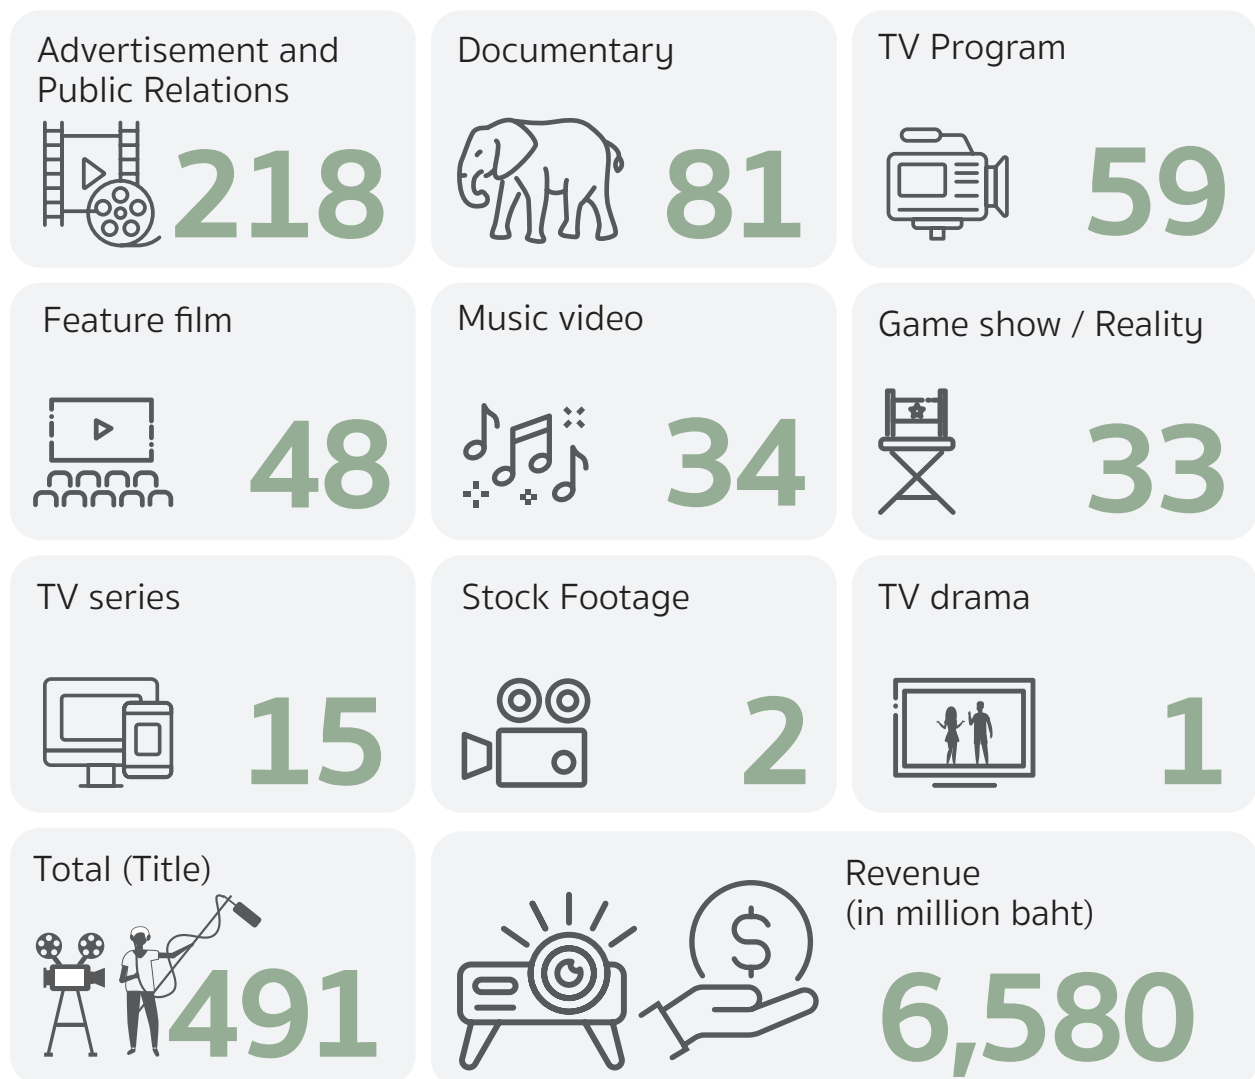 Advertisement and
Public Relations
218
Documentary
81
TV Program
59
Feature film
48
Music video
34
Game show / Reality
33
TV series
15
Stock Footage
2
TV drama
1
Total (Title)
491
$
Revenue
(in million baht)
6,580